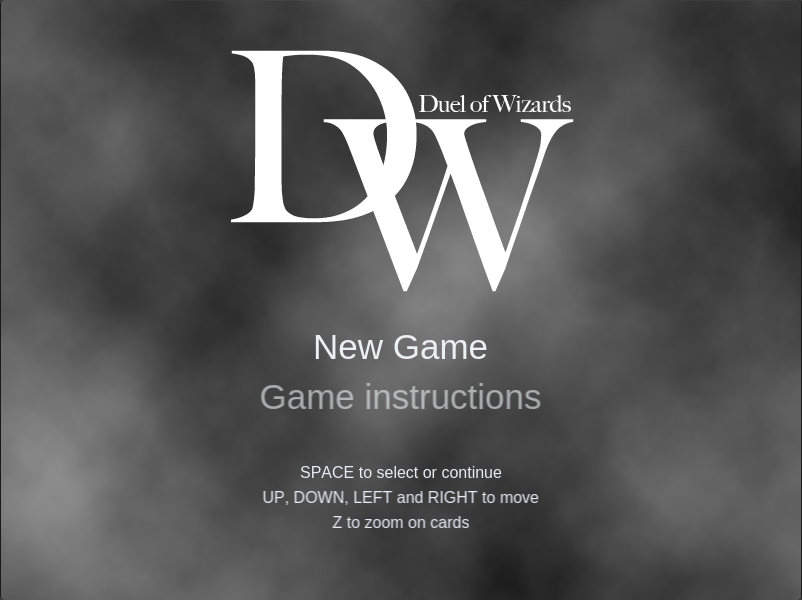 DW
Duel of Wizards
New Game
Game instructions
SPACE to select or continue
UP, DOWN, LEFT and RIGHT to move
Z to zoom on cards